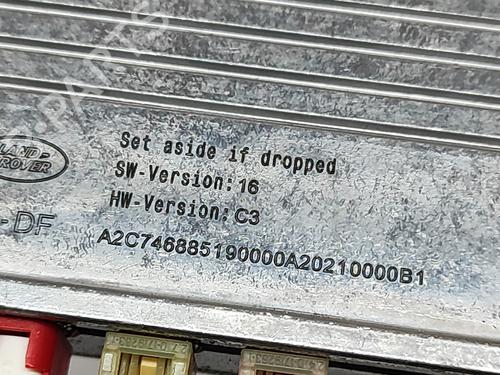 LAND-
ROVER
Set aside if dropped
SW-Version: 16
HW-Version: C3
-DF
A2C746885190000A20210000B1